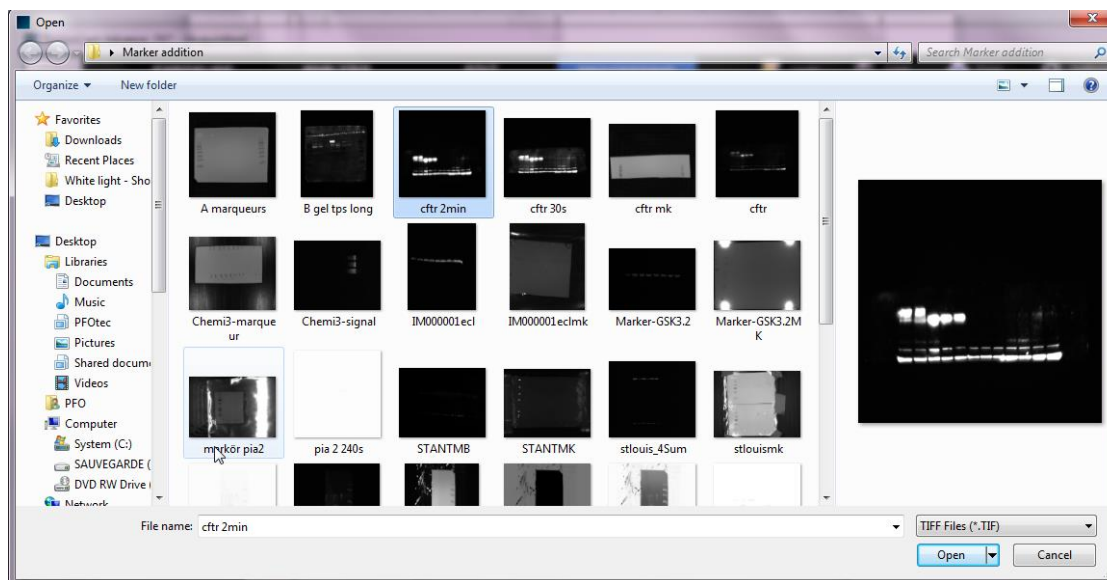 Open
Marker addition
Search Marker addition
Organize
New folder
Favorites
Downloads
Recent Places
White light - Sho
Desktop
Desktop
Libraries
Documents
Music
PFOtec
Pictures
Shared docum
Videos
PFO
Computer
System (C:)
SAUVEGARDE (
DVD RW Drive
Network
A marqueurs
B gel tps long
cftr 2min
cftr 30s
cftr mk
cftr
Chemi3-marque
ur
Chemi3-signal
IM000001ecl
IM000001eclmk
Marker-GSK3.2
Marker-GSK3.2M
K
markör pia2
pia 2 240s
STANTMB
STANTMK
stlouis_4Sum
stlouismk
File name:
cftr 2min
TIFF Files (*.TIF)
Open
Cancel